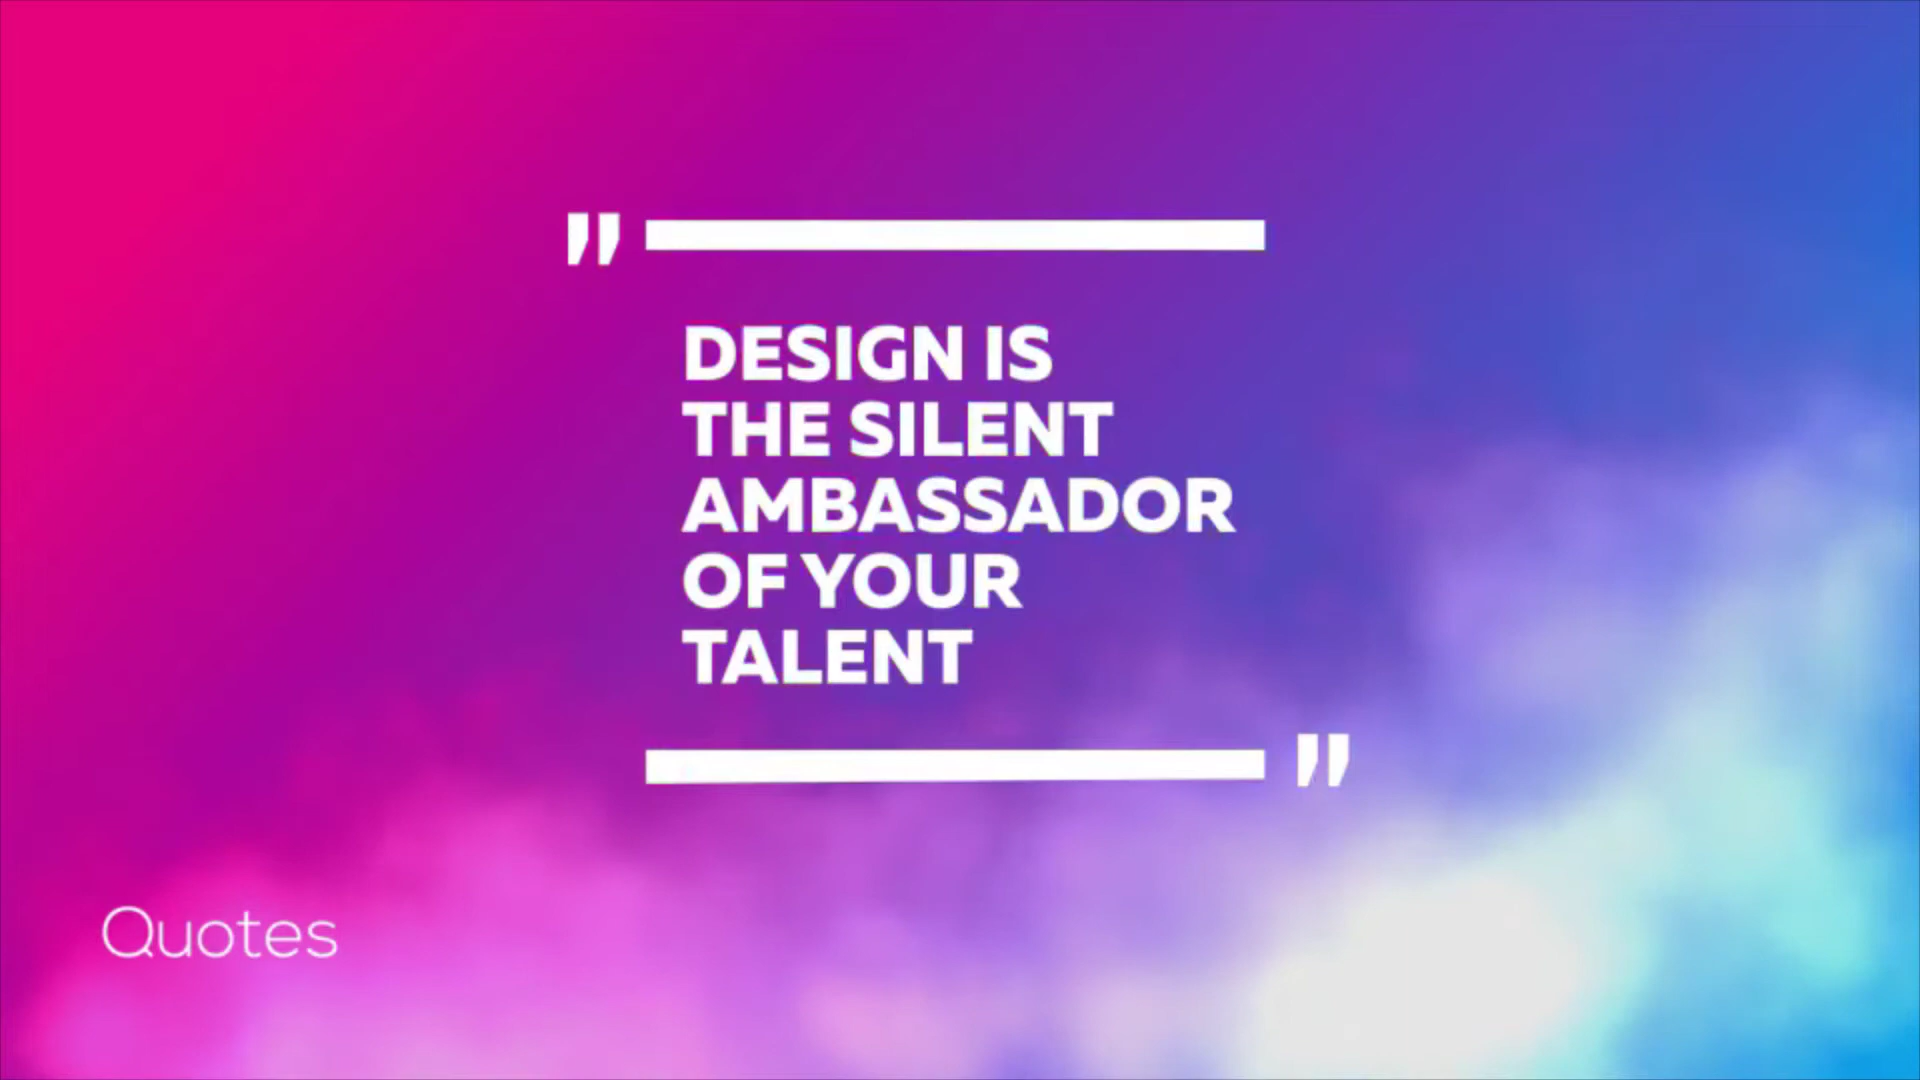 "
DESIGN IS
THE SILENT
AMBASSADOR
OF YOUR
TALENT
"
Quotes